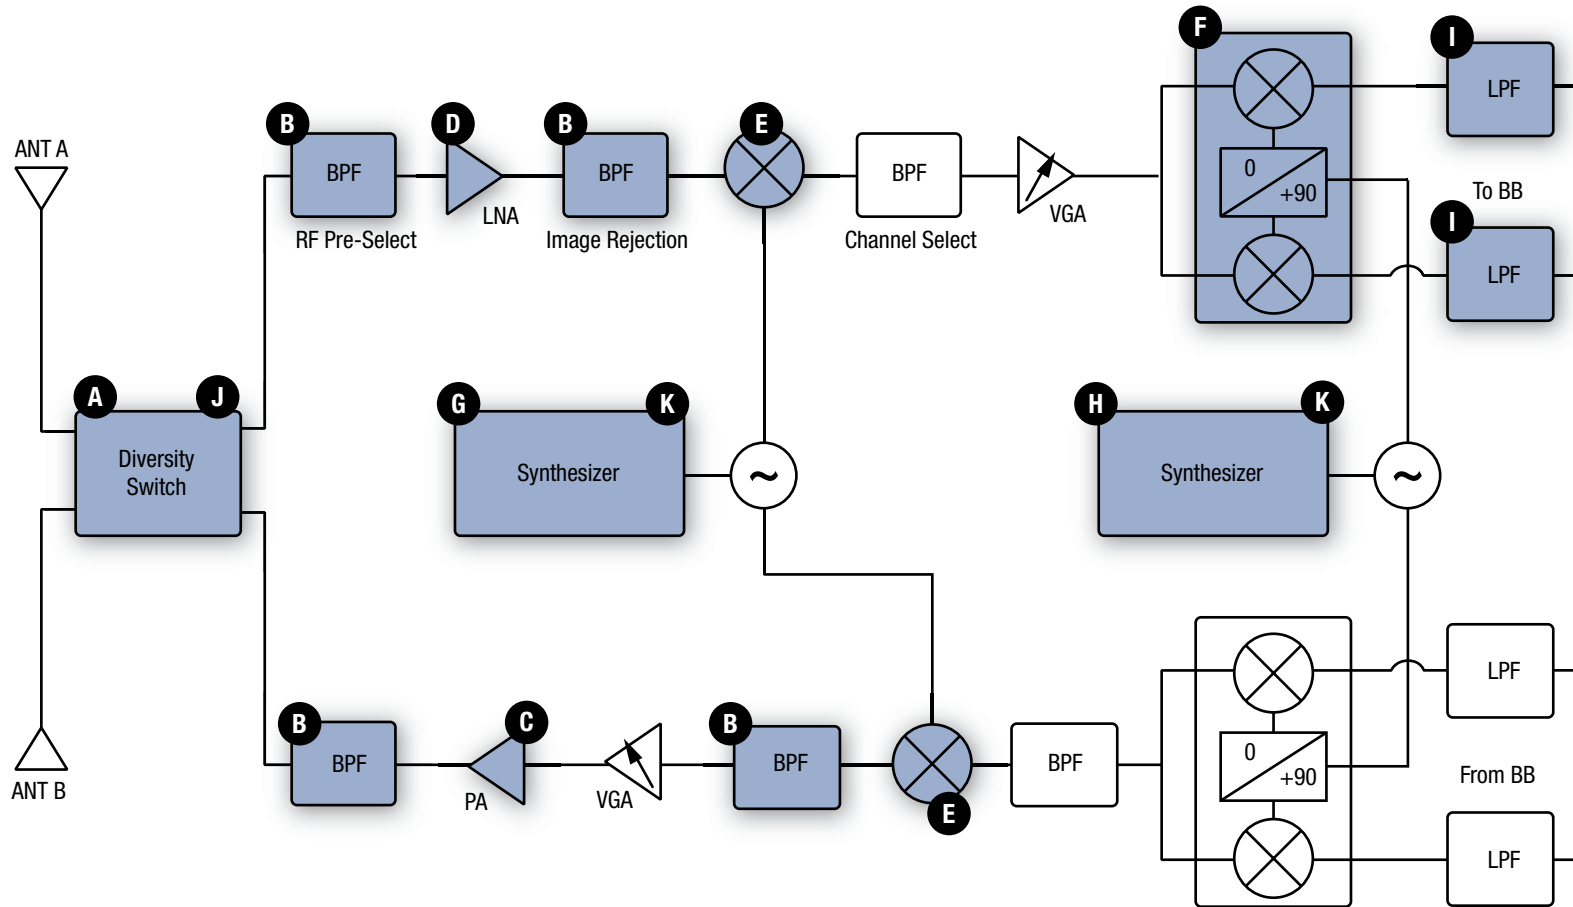 F
I
I
ANT A
B
BPF
RF Pre-Select
D
LNA
B
BPF
Image Rejection
E
BPF
Channel Select
VGA
0
+90
LPF
To BB
LPF
A
J
Diversity
Switch
G
K
Synthesizer
~
H
K
Synthesizer
~
ANT B
B
BPF
C
PA
VGA
B
BPF
E
BPF
0
+90
LPF
From BB
LPF